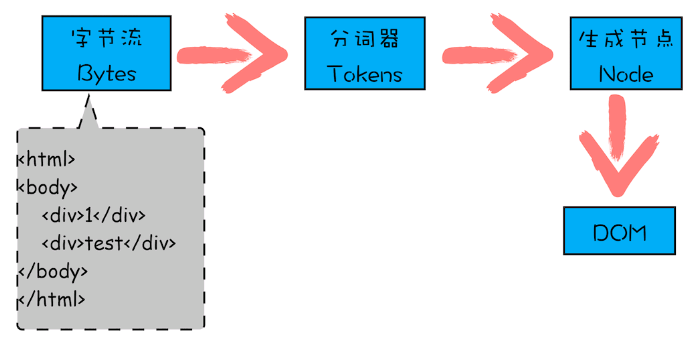 字节流
Bytes
分词器
Tokens
生成节点
Node
DOM
<html>
<body>
<div>1</div>
<div>test</div>
</body>
</html>